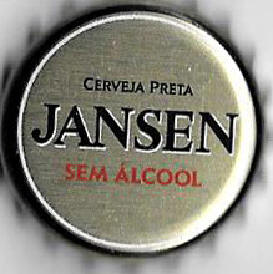 CERVEJA PRETA
JANSEN
SEM ÁLCOOL